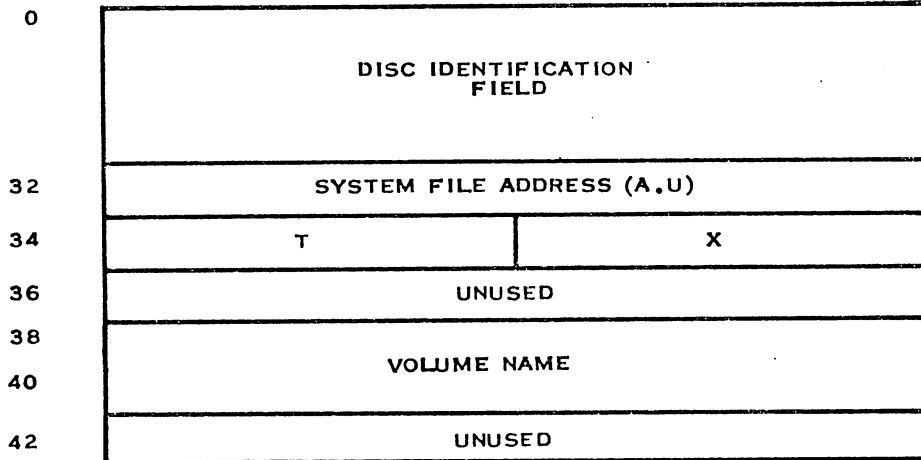 0
DISC IDENTIFICATION
FIELD
32 SYSTEM FILE ADDRESS (A.U)
34 T X
36 UNUSED
38
VOLUME NAME
40
42 UNUSED